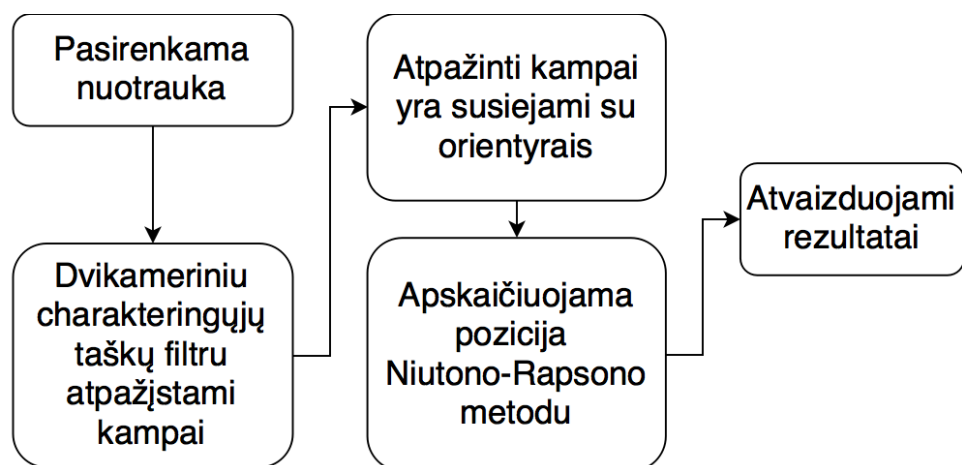 Pasirenkama
nuotrauka
Dvikameriniu
charakteringųjų
taškų filtru
atpažįstami
kampai
Atpažinti kampai
yra susiejami su
orientyrais
Apskaičiuojama
pozicija
Niutono-Rapsono
metodu
Atvaizduojami
rezultatai